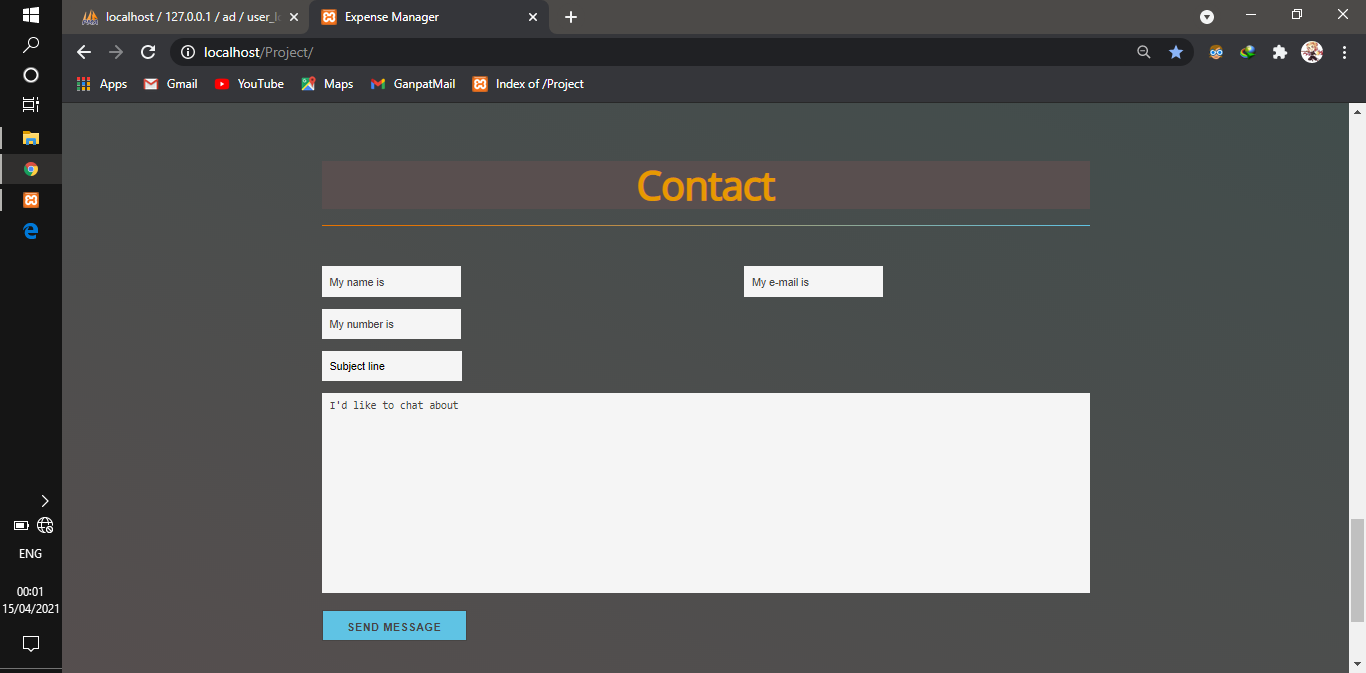 localhost / 127.0.0.1 / ad / user_l
Expense Manager
localhost/Project/
Apps
Gmail
YouTube
Maps
GanpatMail
Index of /Project
Contact
My name is
My e-mail is
My number is
Subject line
I'd like to chat about
SEND MESSAGE
ENG
00:01
15/04/2021